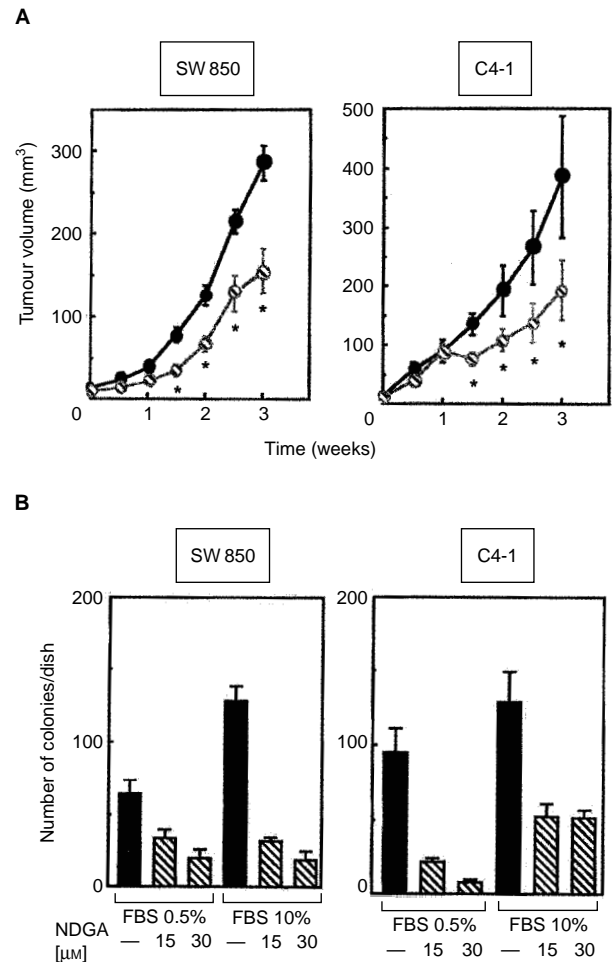 A
SW 850
C4-1
Tumour volume (mm³)
300
200
100
0
1
2
3
*
*
*
*
500
400
300
200
100
0
1
2
3
*
*
*
*
Time (weeks)
B
SW 850
C4-1
Number of colonies/dish
200
100
0
200
100
0
FBS 0.5% FBS 10%
FBS 0.5% FBS 10%
NDGA
[µM]
— 15 30 — 15 30
— 15 30 — 15 30